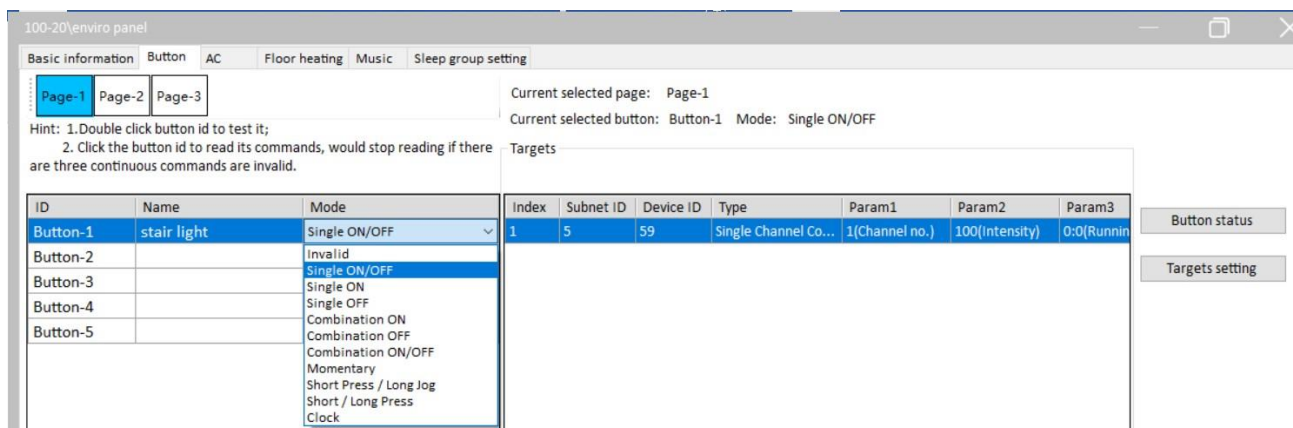 100-20\enviro panel
Basic information Button AC Floor heating Music Sleep group setting
Page-1 Page-2 Page-3
Hint: 1.Double click button id to test it;
2. Click the button id to read its commands, would stop reading if there
are three continuous commands are invalid.
Current selected page: Page-1
Current selected button: Button-1 Mode: Single ON/OFF
Targets
ID Name Mode
Button-1 stair light Single ON/OFF
Button-2
Button-3
Button-4
Button-5
Invalid
Single ON/OFF
Single ON
Single OFF
Combination ON
Combination OFF
Combination ON/OFF
Momentary
Short Press / Long Jog
Short / Long Press
Clock
Index Subnet ID Device ID Type Param1 Param2 Param3
1 5 59 Single Channel Co... 1(Channel no.) 100(Intensity) 0:0(Runnin
Button status
Targets setting